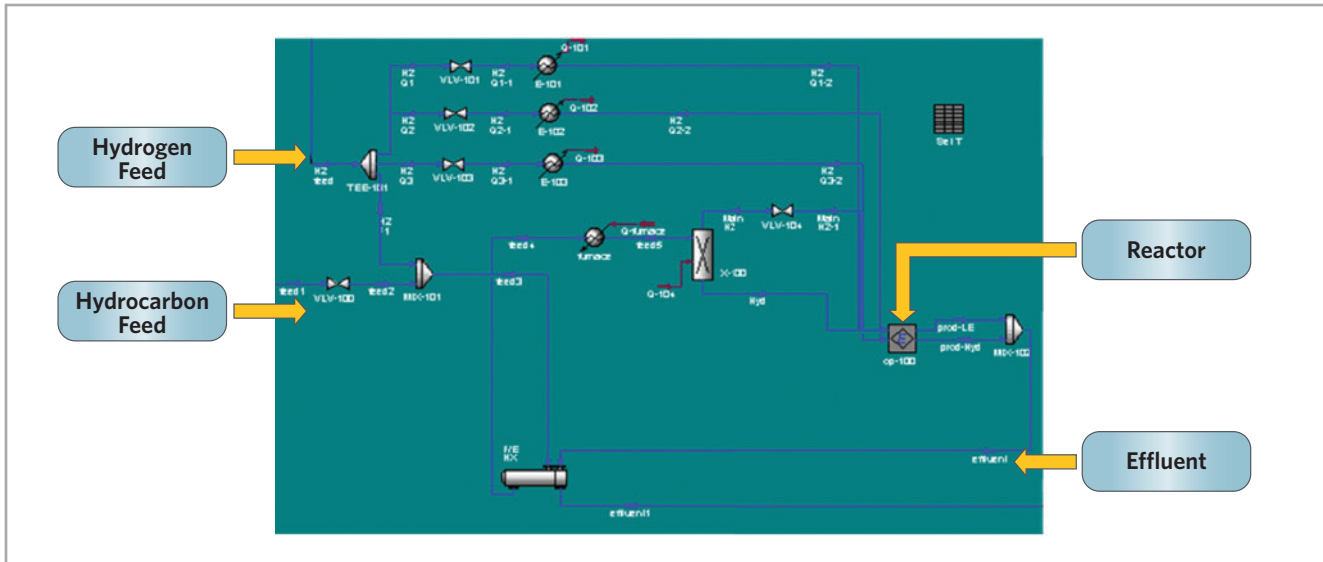 Q-101
H2
Q1
VLV-101
H2
Q1-1
E-101
H2
Q1-2
Q-102
H2
Q2
VLV-102
H2
Q2-1
E-102
H2
Q2-2
Set T
Hydrogen
Feed
H2
feed
TEE-101
H2
Q3
VLV-103
H2
Q3-1
Q-103
E-103
H2
Q3-2
Main
H2
VLV-104
Main
H2-1
Q-furnace
feed4
furnace
feed5
X-100
Q-104
Hyd
Reactor
Hydrocarbon
Feed
feed1
VLV-100
feed2
MIX-101
feed3
prod-LE
prod-Hyd
MIX-102
op-100
HX
effluent1
Effluent